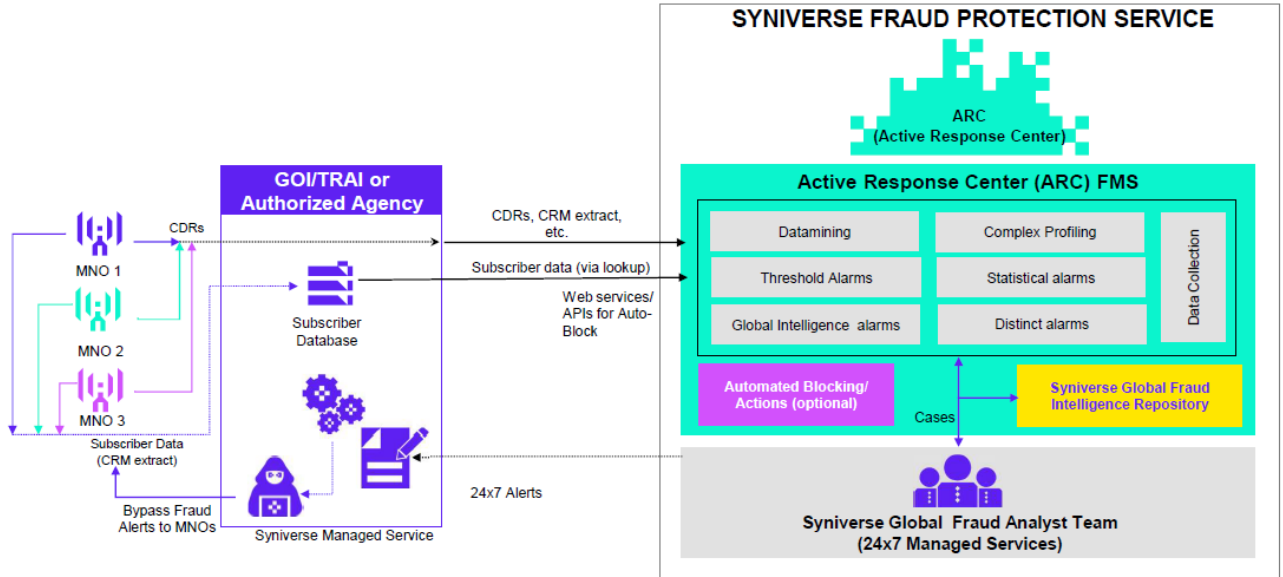 SYNIVERSE FRAUD PROTECTION SERVICE
ARC
(Active Response Center)
GOI/TRAI or
Authorized Agency
Active Response Center (ARC) FMS
CDRs
MNO 1
MNO 2
MNO 3
Subscriber Data
(CRM extract)
Bypass Fraud
Alerts to MNOs
Subscriber
Database
Syniverse Managed Service
CDRs, CRM extract,
etc.
Subscriber data (via lookup)
Web services/
APIs for Auto-
Block
24x7 Alerts
Datamining
Complex Profiling
Threshold Alarms
Statistical alarms
Global Intelligence alarms
Distinct alarms
Data Collection
Automated Blocking/
Actions (optional)
Cases
Syniverse Global Fraud
Intelligence Repository
Syniverse Global Fraud Analyst Team
(24x7 Managed Services)